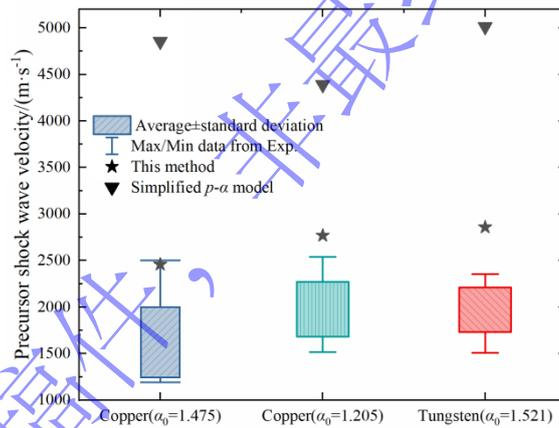 5000
4500
4000
3500
3000
2500
2000
1500
1000
Precursor shock wave velocity/(m·s⁻¹)
Average±standard deviation
Max/Min data from Exp.
This method
Simplified p-α model
Copper(α₀=1.475)
Copper(α₀=1.205)
Tungsten(α₀=1.521)
非最
,